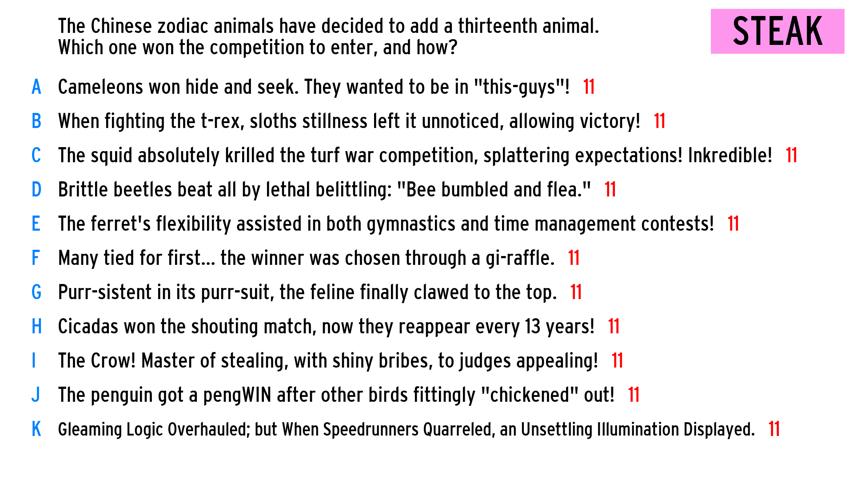 The Chinese zodiac animals have decided to add a thirteenth animal.
Which one won the competition to enter, and how?
STEAK
A Cameleons won hide and seek. They wanted to be in "this-guys"! 11
B When fighting the t-rex, sloths stillness left it unnoticed, allowing victory! 11
C The squid absolutely krilled the turf war competition, splattering expectations! Inkredible! 11
D Brittle beetles beat all by lethal belittling: "Bee bumbled and flea." 11
E The ferret's flexibility assisted in both gymnastics and time management contests! 11
F Many tied for first... the winner was chosen through a gi-raffle. 11
G Purr-sistent in its purr-suit, the feline finally clawed to the top. 11
H Cicadas won the shouting match, now they reappear every 13 years! 11
I The Crow! Master of stealing, with shiny bribes, to judges appealing! 11
J The penguin got a pengWIN after other birds fittingly "chickened" out! 11
K Gleaming Logic Overhauled; but When Speedrunners Quarreled, an Unsettling Illumination Displayed. 11